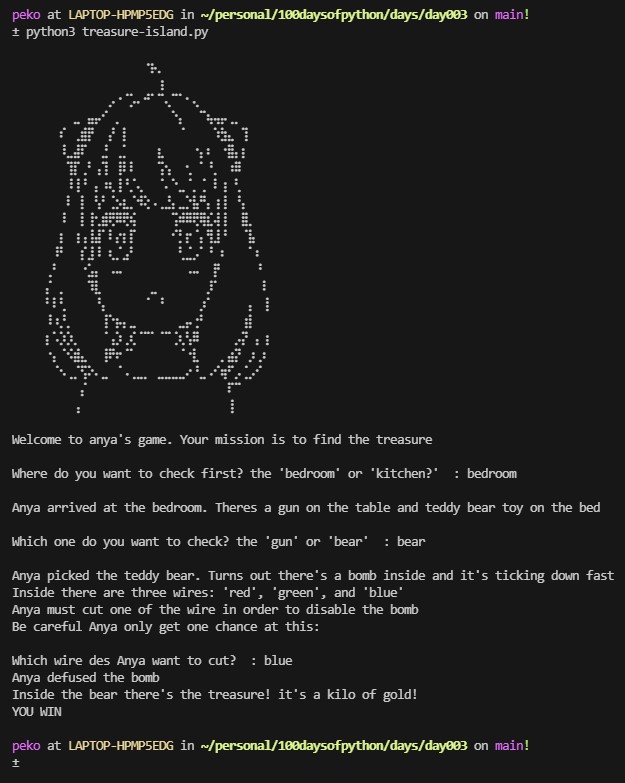 peko at LAPTOP-HPMP5EDG in ~/personal/100daysofpython/days/day003 on main!
± python3 treasure-island.py
Welcome to anya's game. Your mission is to find the treasure
Where do you want to check first? the 'bedroom' or 'kitchen?'  : bedroom
Anya arrived at the bedroom. Theres a gun on the table and teddy bear toy on the bed
Which one do you want to check? the 'gun' or 'bear'  : bear
Anya picked the teddy bear. Turns out there's a bomb inside and it's ticking down fast
Inside there are three wires: 'red', 'green', and 'blue'
Anya must cut one of the wire in order to disable the bomb
Be careful Anya only get one chance at this:
Which wire des Anya want to cut?  : blue
Anya defused the bomb
Inside the bear there's the treasure! it's a kilo of gold!
YOU WIN
peko at LAPTOP-HPMP5EDG in ~/personal/100daysofpython/days/day003 on main!
±